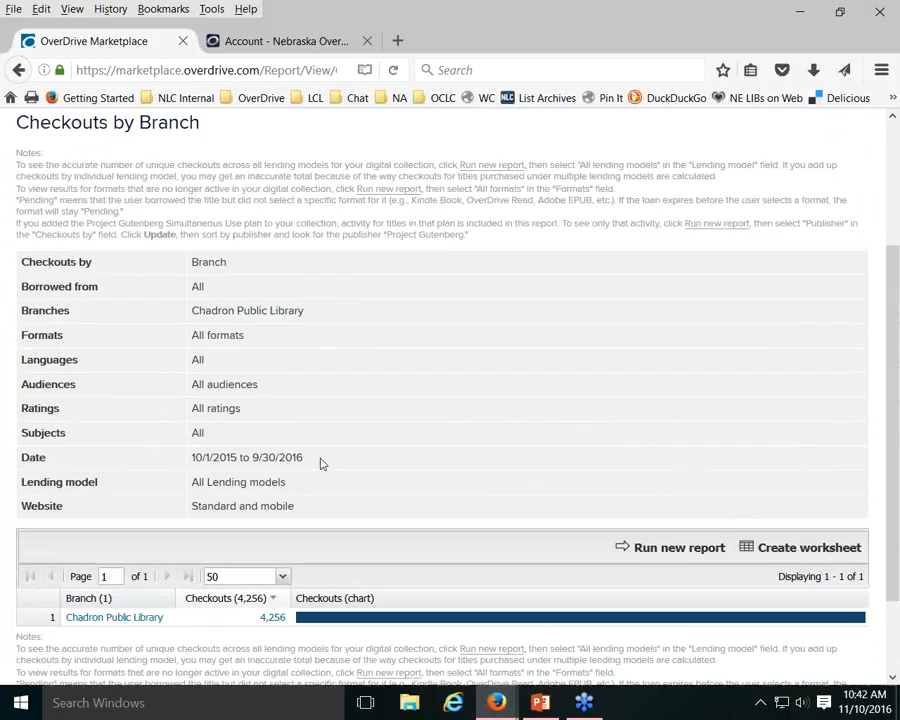 File Edit View History Bookmarks Tools Help
OverDrive Marketplace Account - Nebraska Over...
https://marketplace.overdrive.com/Report/View/ Search
Getting Started NLC Internal OverDrive LCL Chat NA OCLC WC List Archives Pin It DuckDuckGo NE LIBs on Web Delicious
Checkouts by Branch
Notes:
To see the accurate number of unique checkouts across all lending models for your digital collection, click Run new report, then select "All lending models" in the "Lending model" field. If you add up
checkouts by individual lending model, you may get an inaccurate total because of the way checkouts for titles purchased under multiple lending models are calculated.
To view results for formats that are no longer active in your digital collection, click Run new report, then select "All formats" in the "Formats" field.
"Pending" means that the user borrowed the title but did not select a specific format for it (e.g., Kindle Book, OverDrive Read, Adobe EPUB, etc.). If the loan expires before the user selects a format, the
format will stay "Pending."
If you added the Project Gutenberg Simultaneous Use plan to your collection, activity for titles in that plan is included in this report. To see only that activity, click Run new report, then select "Publisher" in
the "Checkouts by" field. Click Update, then sort by publisher and look for the publisher "Project Gutenberg."
Checkouts by Branch
Borrowed from All
Branches Chadron Public Library
Formats All formats
Languages All
Audiences All audiences
Ratings All ratings
Subjects All
Date 10/1/2015 to 9/30/2016
Lending model All Lending models
Website Standard and mobile
Run new report Create worksheet
Page 1 of 1 50 Displaying 1 - 1 of 1
Branch (1) Checkouts (4,256) Checkouts (chart)
1 Chadron Public Library 4,256
Notes:
To see the accurate number of unique checkouts across all lending models for your digital collection, click Run new report, then select "All lending models" in the "Lending model" field. If you add up
checkouts by individual lending model, you may get an inaccurate total because of the way checkouts for titles purchased under multiple lending models are calculated.
To view results for formats that are no longer active in your digital collection, click Run new report, then select "All formats" in the "Formats" field.
Search Windows 10:42 AM
11/10/2016